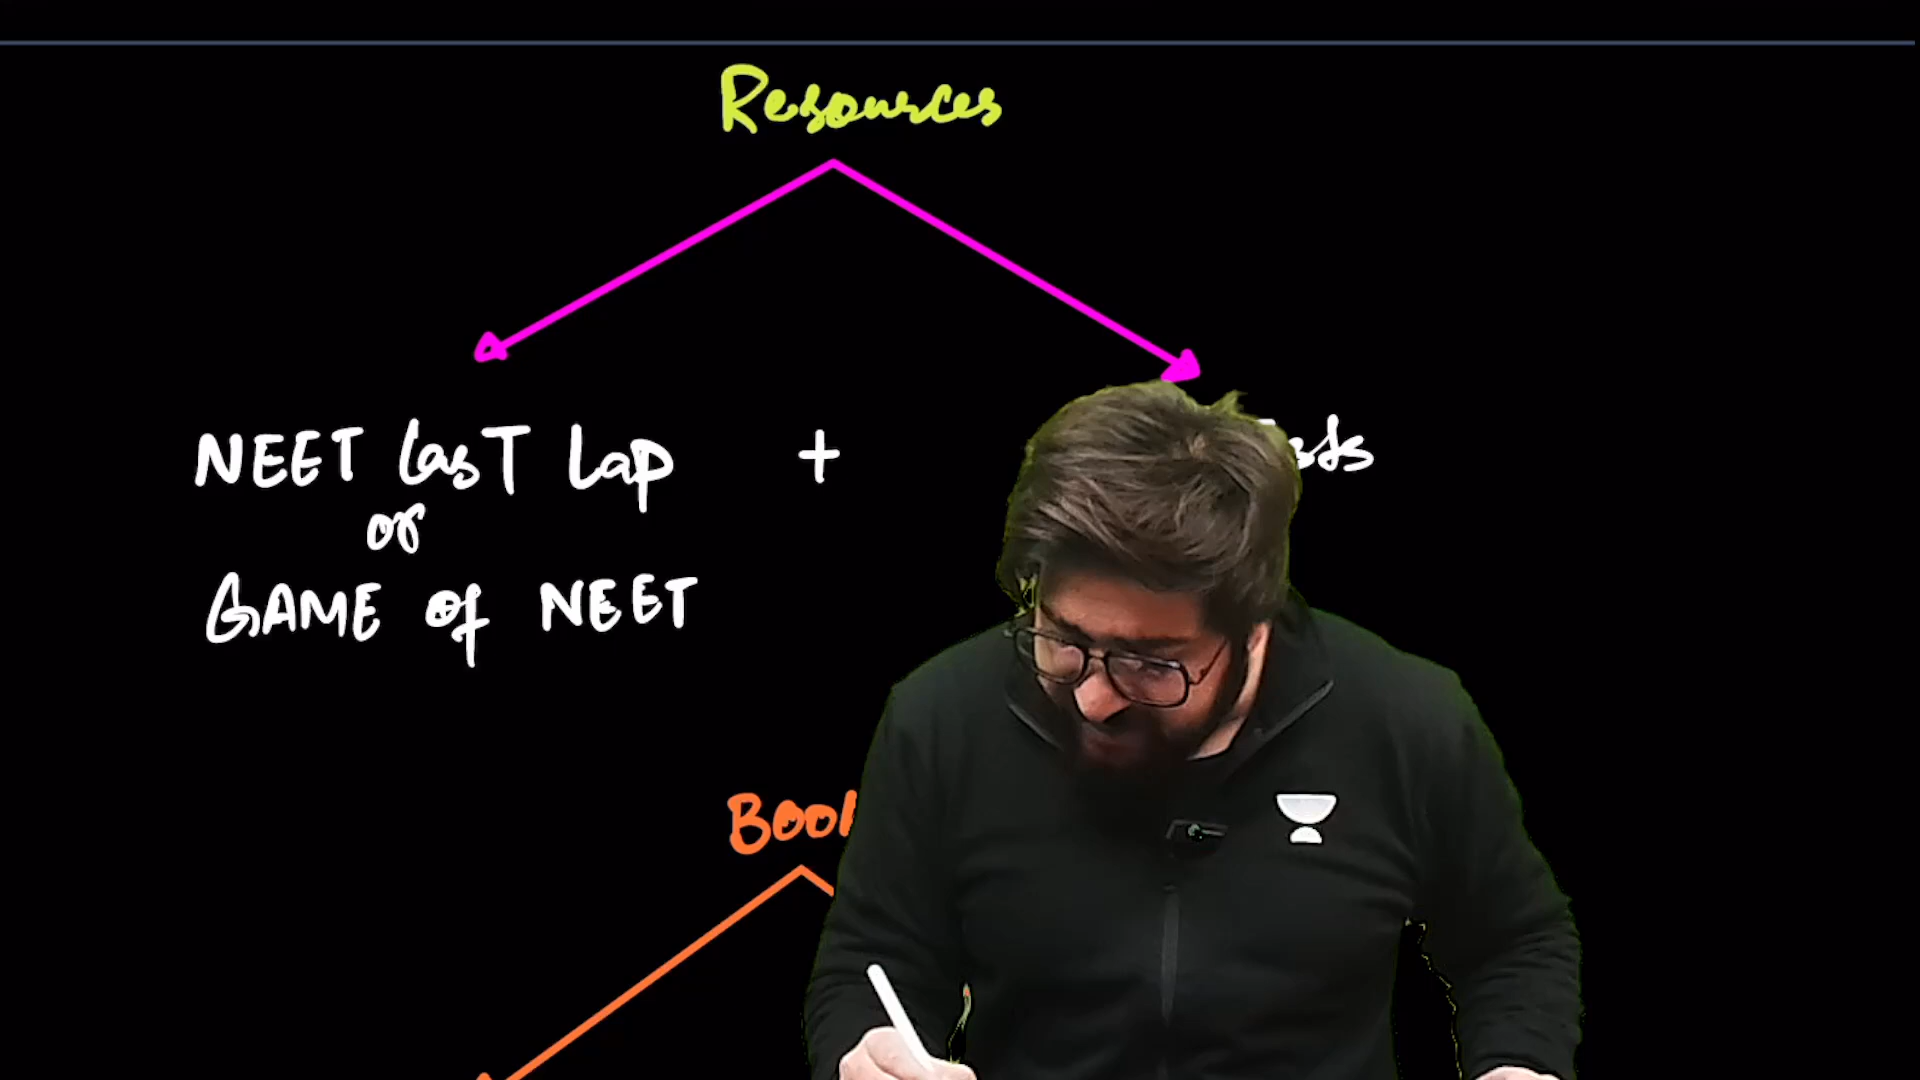 Resources
NEET Last Lap +
or
GAME of NEET